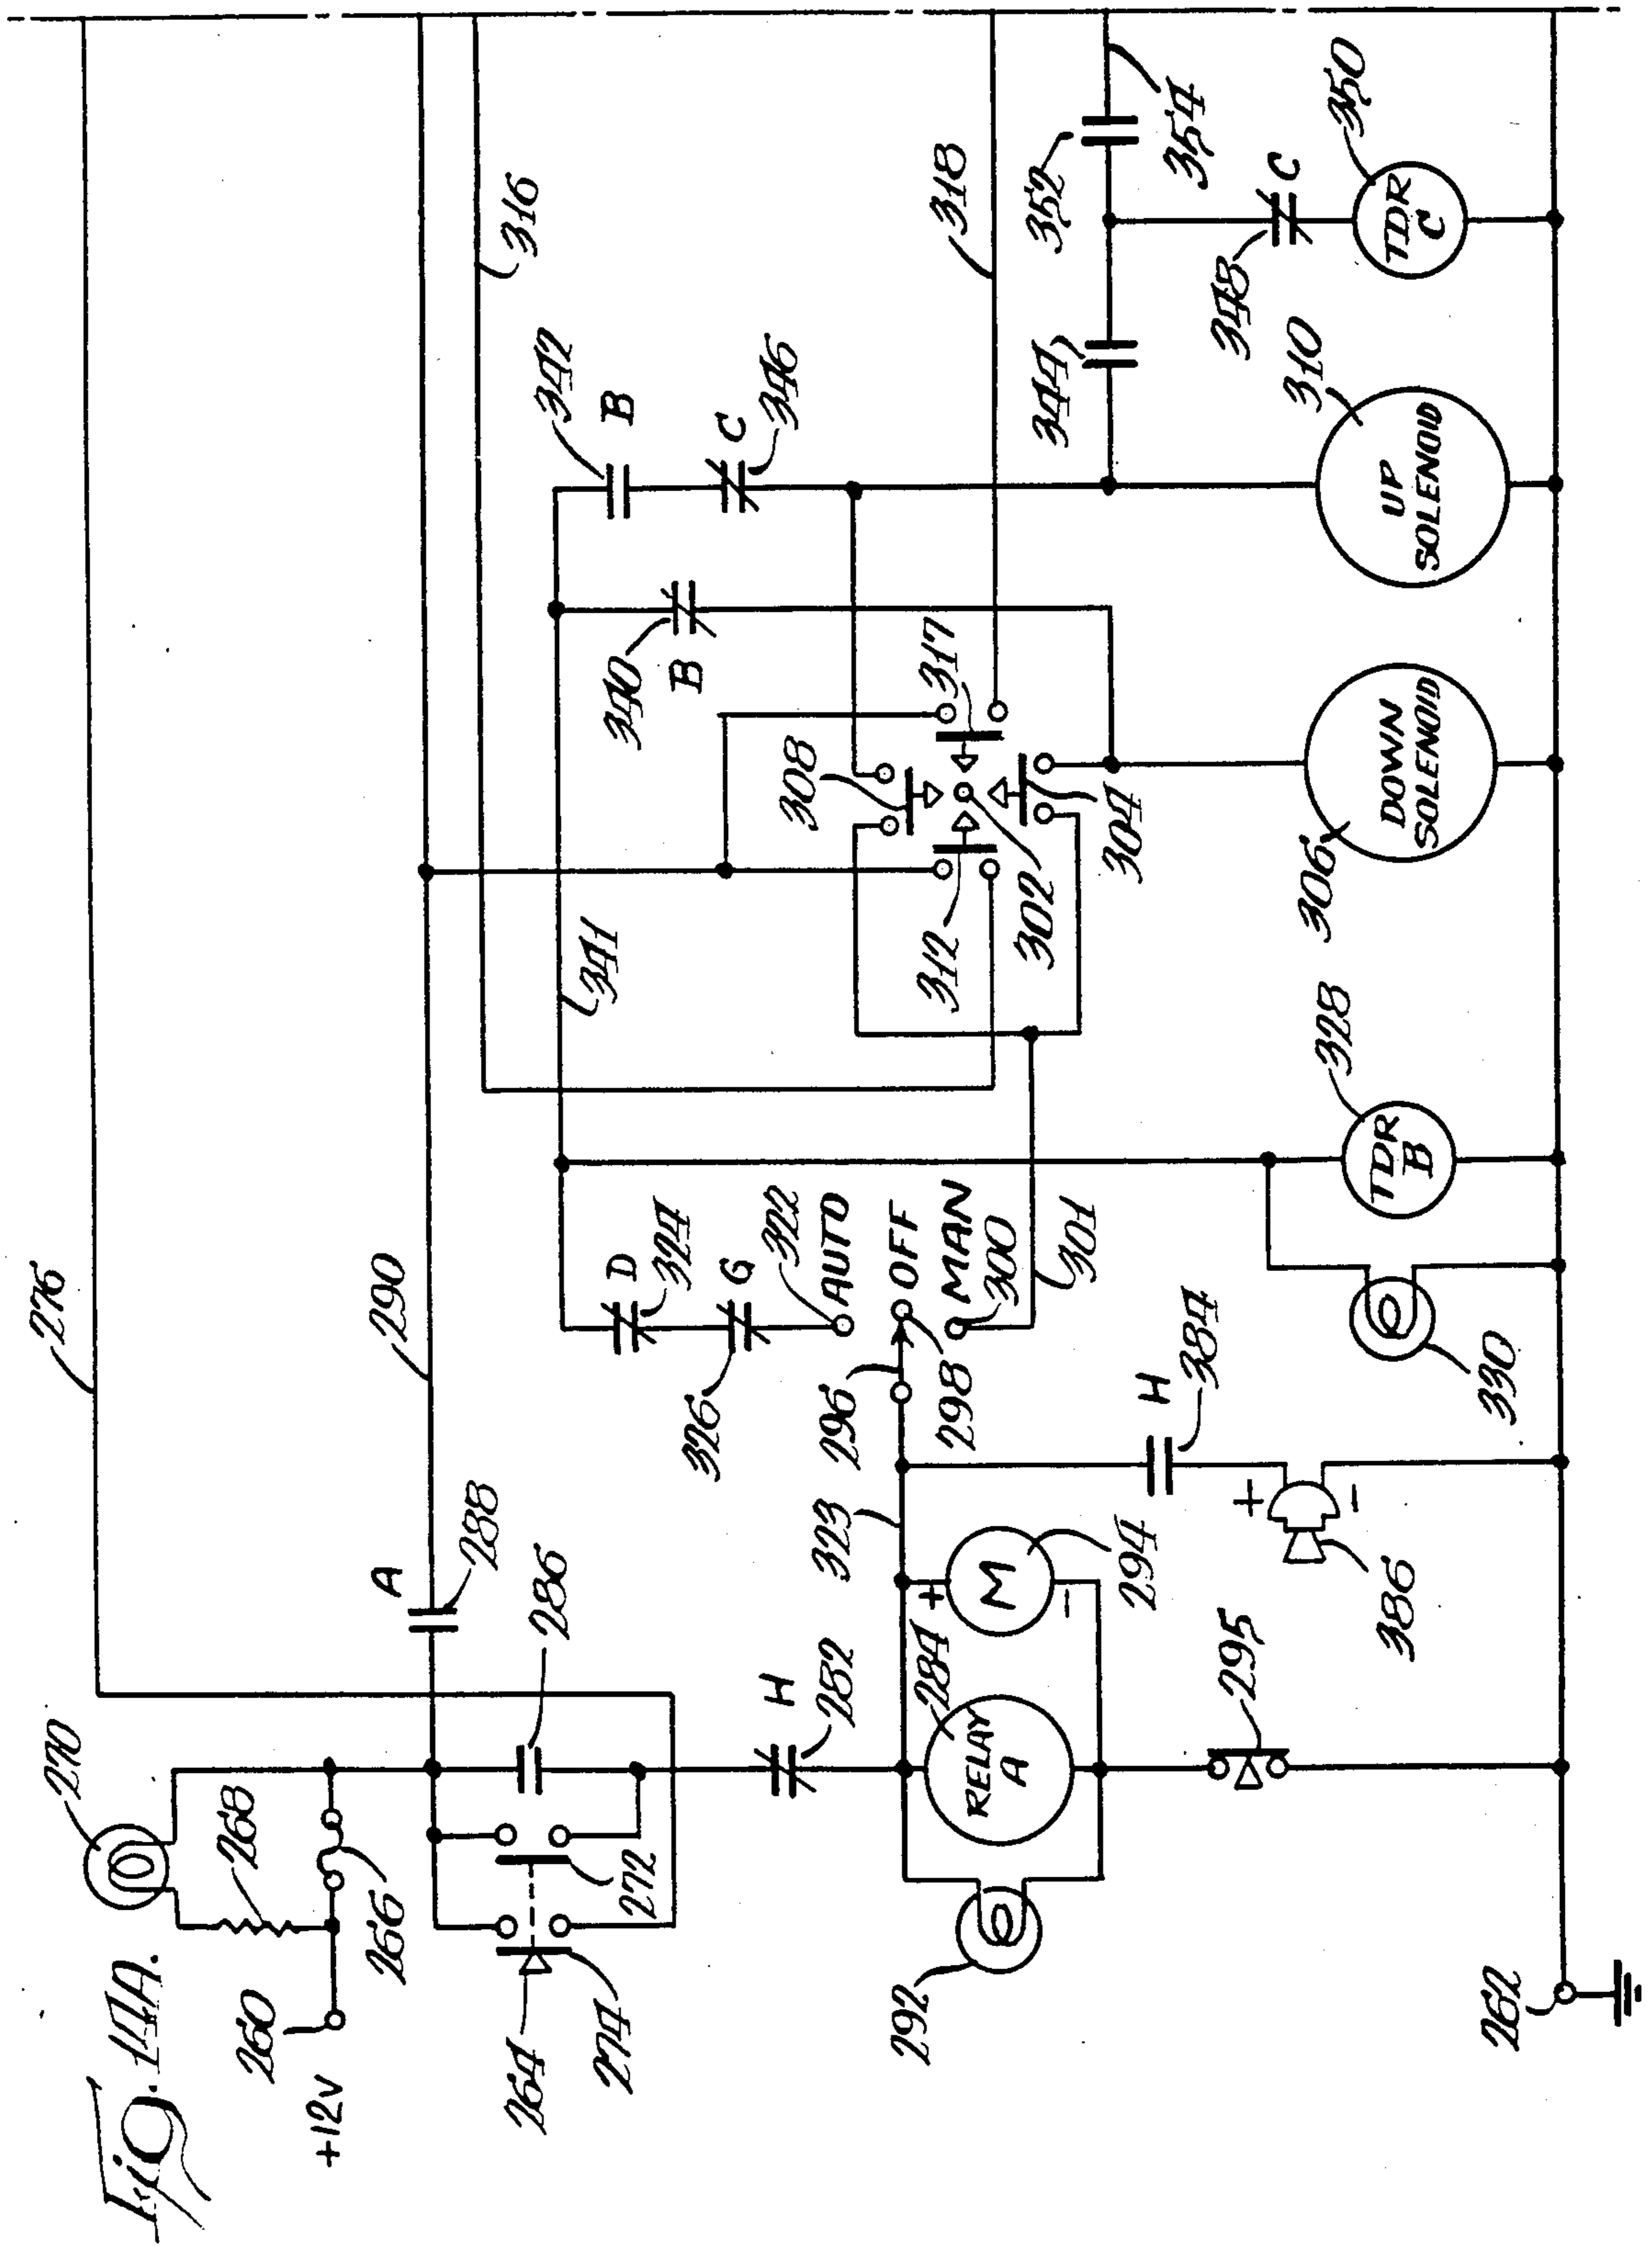 Fig. 14A.
+12V
260
262
264
266
268
270
272
274
276
H
282
RELAY
A
284
286
A
288
290
292
M
+
−
294
295
323
296
298
OFF
AUTO
322
MAN
300
301
G
326
D
324
H
384
+
−
386
330
TDR
B
328
341
316
312
302
308
304
317
318
DOWN
SOLENOID
306
B
340
B
342
C
346
UP
SOLENOID
310
344
352
354
C
348
TDR
C
350